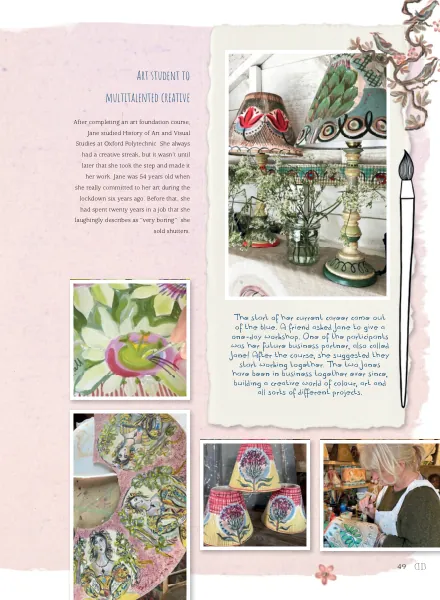 ART STUDENT TO
MULTITALENTED CREATIVE
After completing an art foundation course,
Jane studied History of Art and Visual
Studies at Oxford Polytechnic. She always
had a creative streak, but it wasn't until
later that she took the step and made it
her work. Jane was 54 years old when
she really committed to her art during the
lockdown six years ago. Before that, she
had spent twenty years in a job that she
laughingly describes as "very boring": she
sold shutters.
The start of her current career came out
of the blue. A friend asked Jane to give a
one-day workshop. One of the participants
was her future business partner, also called
Jane! After the course, she suggested they
start working together. The two Janes
have been in business together ever since,
building a creative world of colour, art and
all sorts of different projects.
49